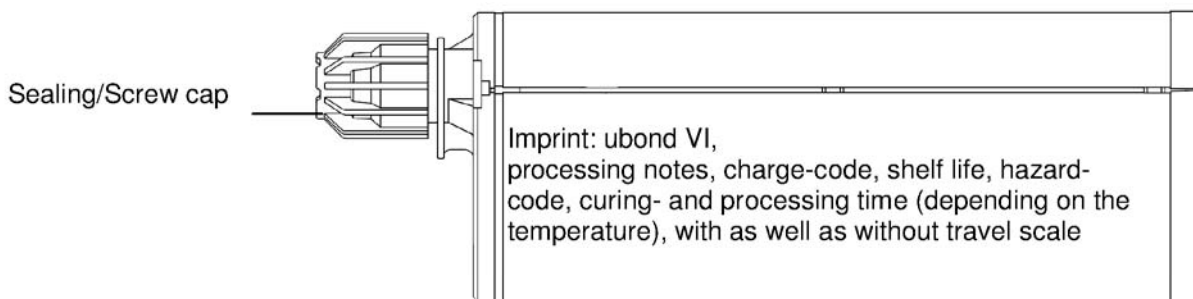 Sealing/Screw cap
Imprint: ubond VI,
processing notes, charge-code, shelf life, hazard-
code, curing- and processing time (depending on the
temperature), with as well as without travel scale